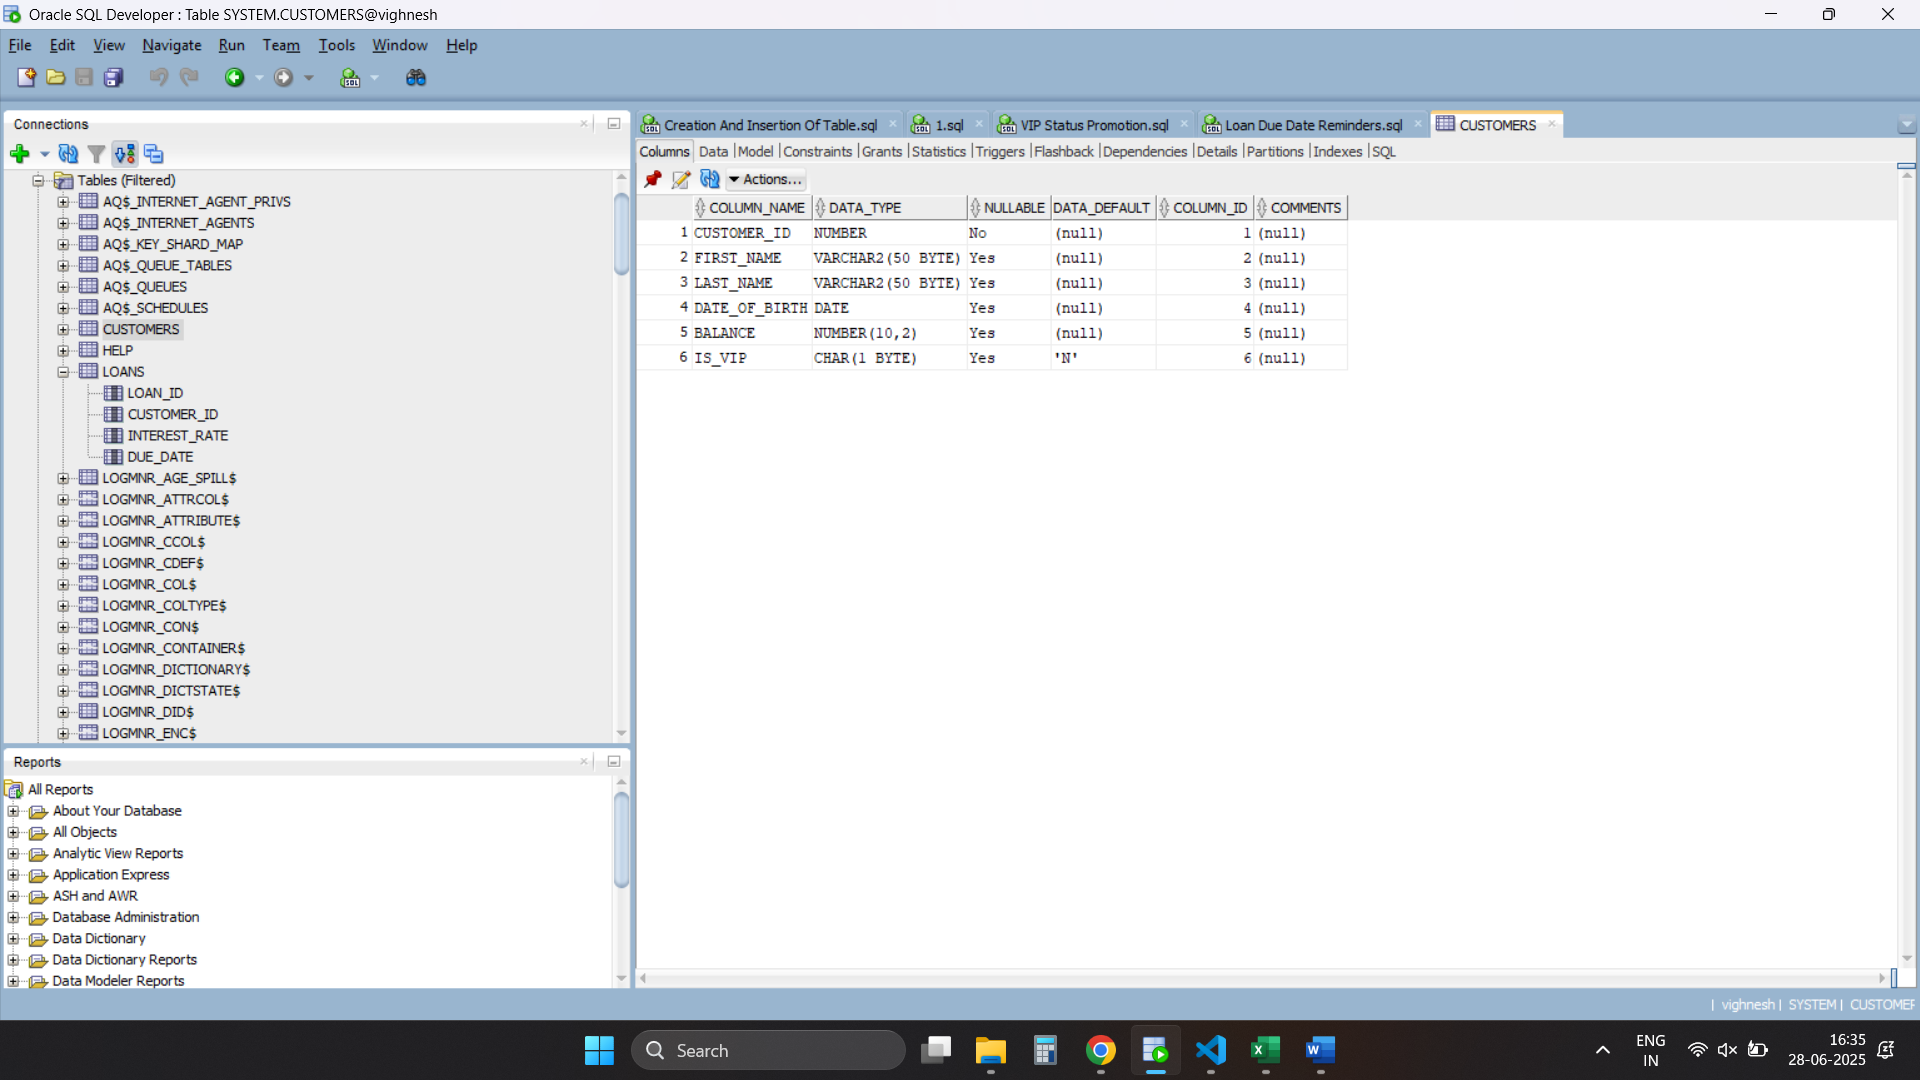 Oracle SQL Developer : Table SYSTEM.CUSTOMERS@vighnesh
File Edit View Navigate Run Team Tools Window Help
Connections
Tables (Filtered)
AQ$_INTERNET_AGENT_PRIVS
AQ$_INTERNET_AGENTS
AQ$_KEY_SHARD_MAP
AQ$_QUEUE_TABLES
AQ$_QUEUES
AQ$_SCHEDULES
CUSTOMERS
HELP
LOANS
LOAN_ID
CUSTOMER_ID
INTEREST_RATE
DUE_DATE
LOGMNR_AGE_SPILL$
LOGMNR_ATTRCOL$
LOGMNR_ATTRIBUTE$
LOGMNR_CCOL$
LOGMNR_CDEF$
LOGMNR_COL$
LOGMNR_COLTYPE$
LOGMNR_CON$
LOGMNR_CONTAINER$
LOGMNR_DICTIONARY$
LOGMNR_DICTSTATE$
LOGMNR_DID$
LOGMNR_ENC$
Reports
All Reports
About Your Database
All Objects
Analytic View Reports
Application Express
ASH and AWR
Database Administration
Data Dictionary
Data Dictionary Reports
Data Modeler Reports
Creation And Insertion Of Table.sql 1.sql VIP Status Promotion.sql Loan Due Date Reminders.sql CUSTOMERS
Columns Data Model Constraints Grants Statistics Triggers Flashback Dependencies Details Partitions Indexes SQL
Actions...
COLUMN_NAME DATA_TYPE NULLABLE DATA_DEFAULT COLUMN_ID COMMENTS
1 CUSTOMER_ID NUMBER No (null) 1 (null)
2 FIRST_NAME VARCHAR2(50 BYTE) Yes (null) 2 (null)
3 LAST_NAME VARCHAR2(50 BYTE) Yes (null) 3 (null)
4 DATE_OF_BIRTH DATE Yes (null) 4 (null)
5 BALANCE NUMBER(10,2) Yes (null) 5 (null)
6 IS_VIP CHAR(1 BYTE) Yes 'N' 6 (null)
| vighnesh | SYSTEM | CUSTOMER
Search
ENG
IN
16:35
28-06-2025